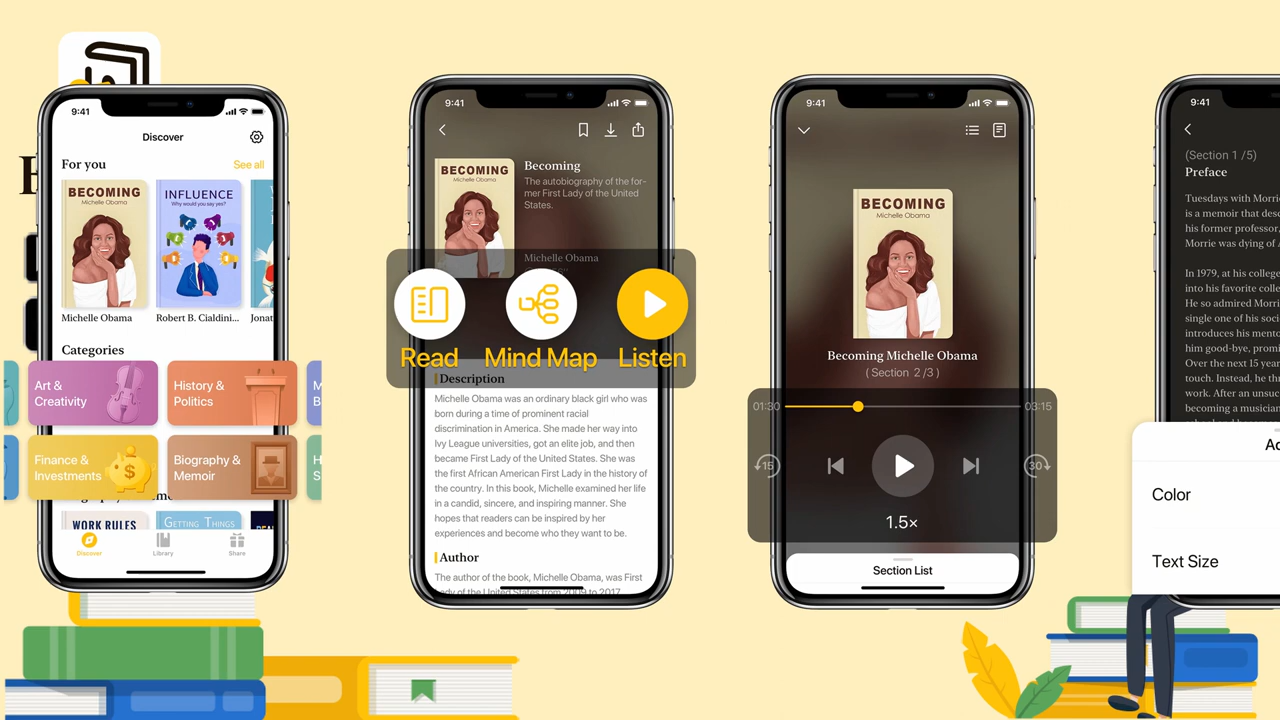 9:41
Discover
For you
See all
BECOMING
Michelle Obama
INFLUENCE
Why would you say yes?
Michelle Obama
Robert B. Cialdini...
Jonat
Categories
Art &
Creativity
History &
Politics
M
B
Finance &
Investments
Biography &
Memoir
H
S
WORK RULES
GETTING THINGS
Discover
Library
Share
9:41
BECOMING
Michelle Obama
Becoming
The autobiography of the for-
mer First Lady of the United
States.
Michelle Obama
Read
Mind Map
Listen
Description
Michelle Obama was an ordinary black girl who was
born during a time of prominent racial
discrimination in America. She made her way into
Ivy League universities, got an elite job, and then
became First Lady of the United States. She was
the first African American First Lady in the history of
the country. In this book, Michelle examined her life
in a candid, sincere, and inspiring manner. She
hopes that readers can be inspired by her
experiences and become who they want to be.
Author
The author of the book, Michelle Obama, was First
Lady of the United States from 2009 to 2017.
9:41
BECOMING
Michelle Obama
Becoming Michelle Obama
( Section 2 /3 )
01:30
03:15
15
30
1.5×
Section List
9:41
(Section 1 /5)
Preface
Tuesdays with Morrie
is a memoir that desc
his former professor,
Morrie was dying of A
In 1979, at his college
into his favorite colle
He so admired Morri
single one of his soci
introduces his mento
him good-bye, promi
Over the next 15 year
touch. Instead, he thr
work. After an unsuc
becoming a musician
Ac
Color
Text Size